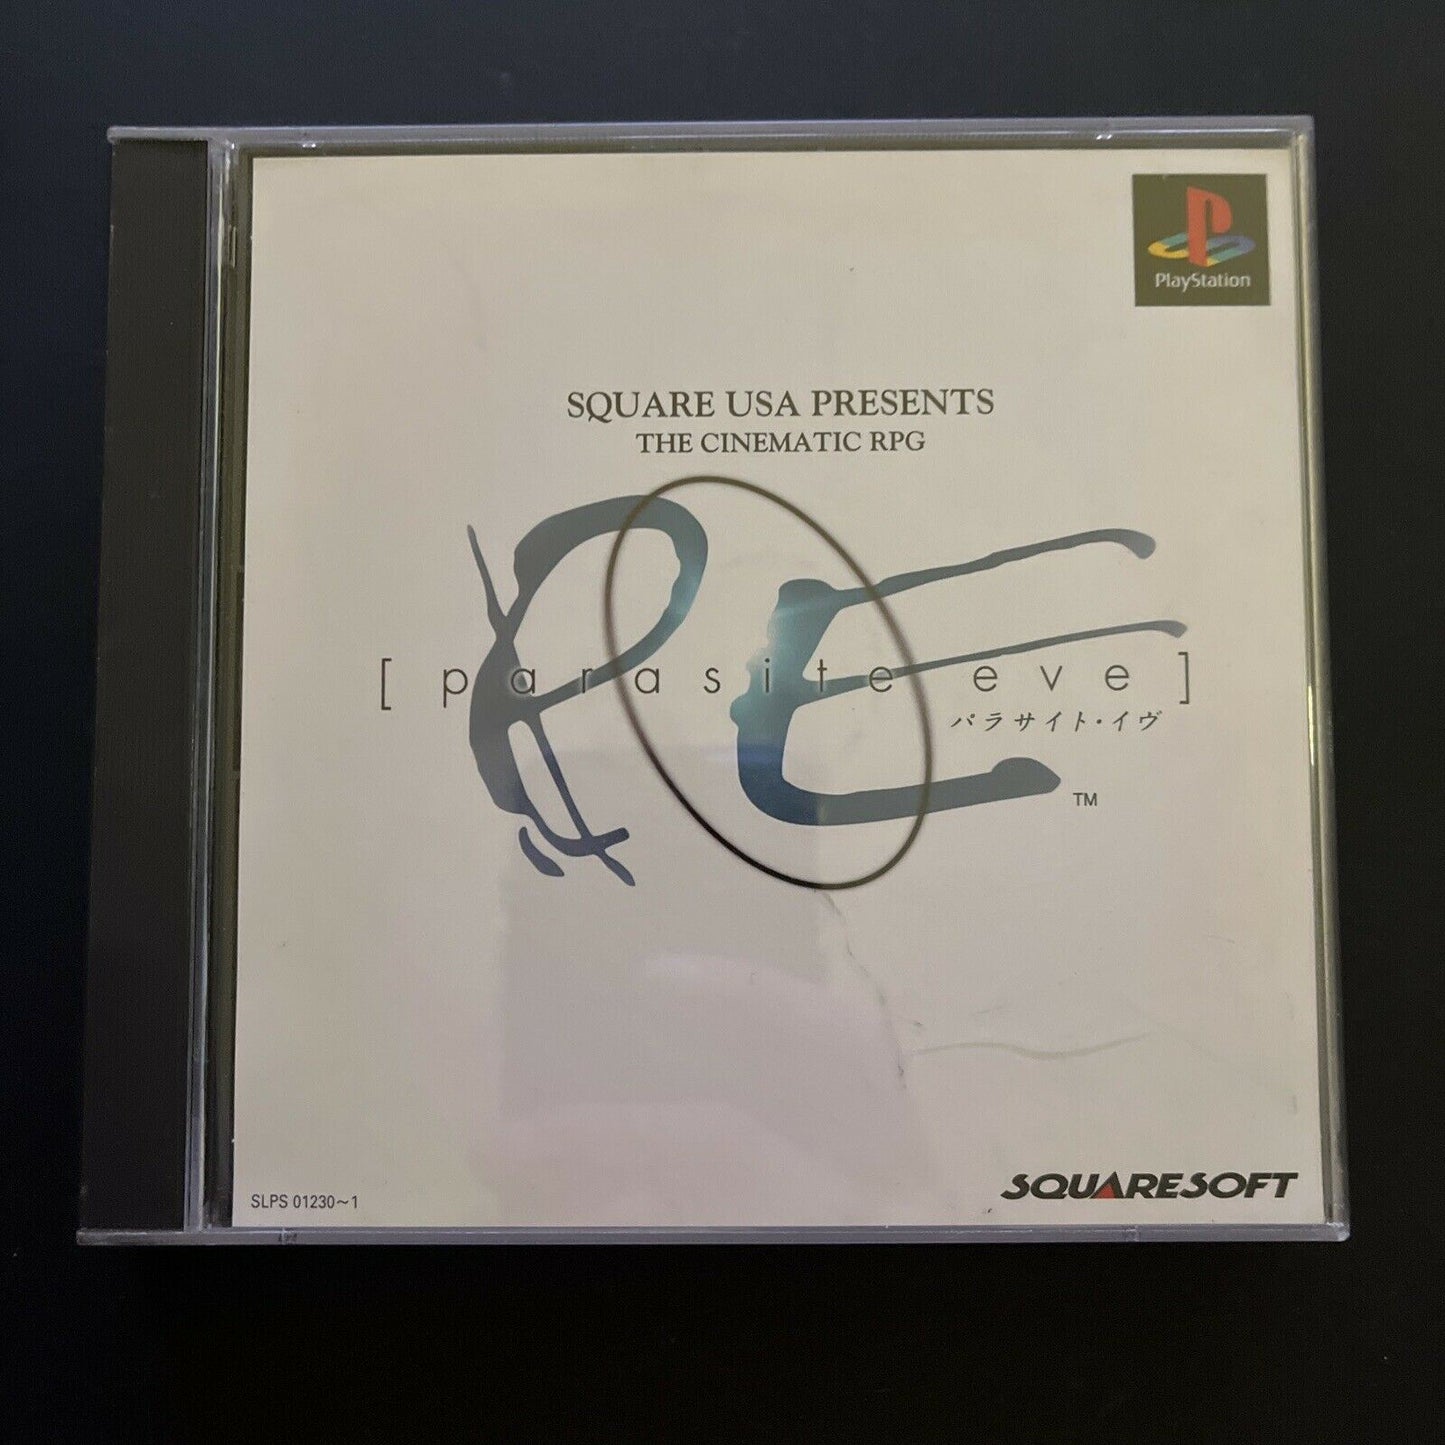 PlayStation
SQUARE USA PRESENTS
THE CINEMATIC RPG
PE
[ parasite eve ]
パラサイト・イヴ
TM
SQUARESOFT
SLPS 01230~1